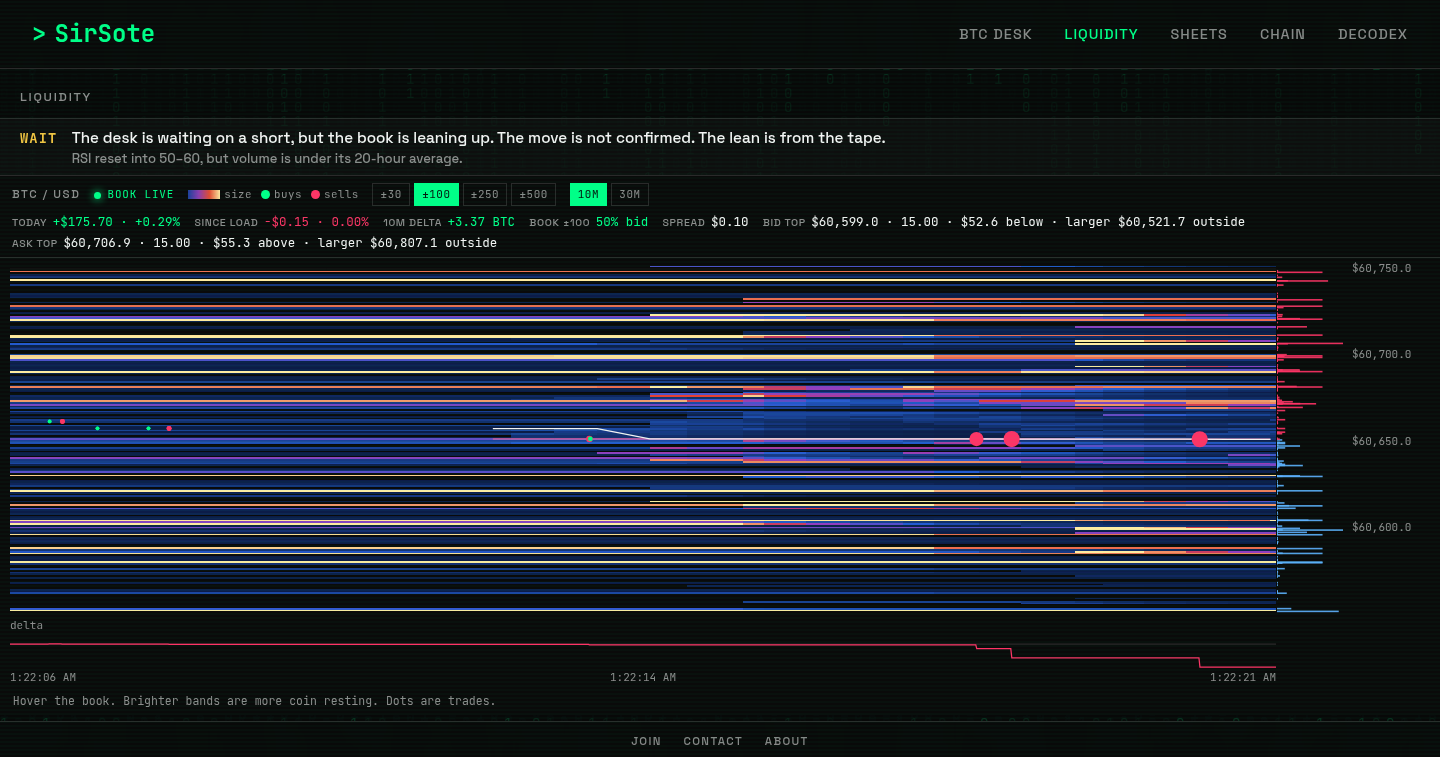 > SirSote
BTC DESK LIQUIDITY SHEETS CHAIN DECODEX
LIQUIDITY
WAIT The desk is waiting on a short, but the book is leaning up. The move is not confirmed. The lean is from the tape.
RSI reset into 50–60, but volume is under its 20-hour average.
BTC / USD BOOK LIVE size buys sells ±30 ±100 ±250 ±500 10M 30M
TODAY +$175.70 · +0.29% SINCE LOAD -$0.15 · 0.00% 10M DELTA +3.37 BTC BOOK ±100 50% bid SPREAD $0.10 BID TOP $60,599.0 · 15.00 · $52.6 below · larger $60,521.7 outside
ASK TOP $60,706.9 · 15.00 · $55.3 above · larger $60,807.1 outside
$60,750.0
$60,700.0
$60,650.0
$60,600.0
delta
1:22:06 AM 1:22:14 AM 1:22:21 AM
Hover the book. Brighter bands are more coin resting. Dots are trades.
JOIN CONTACT ABOUT